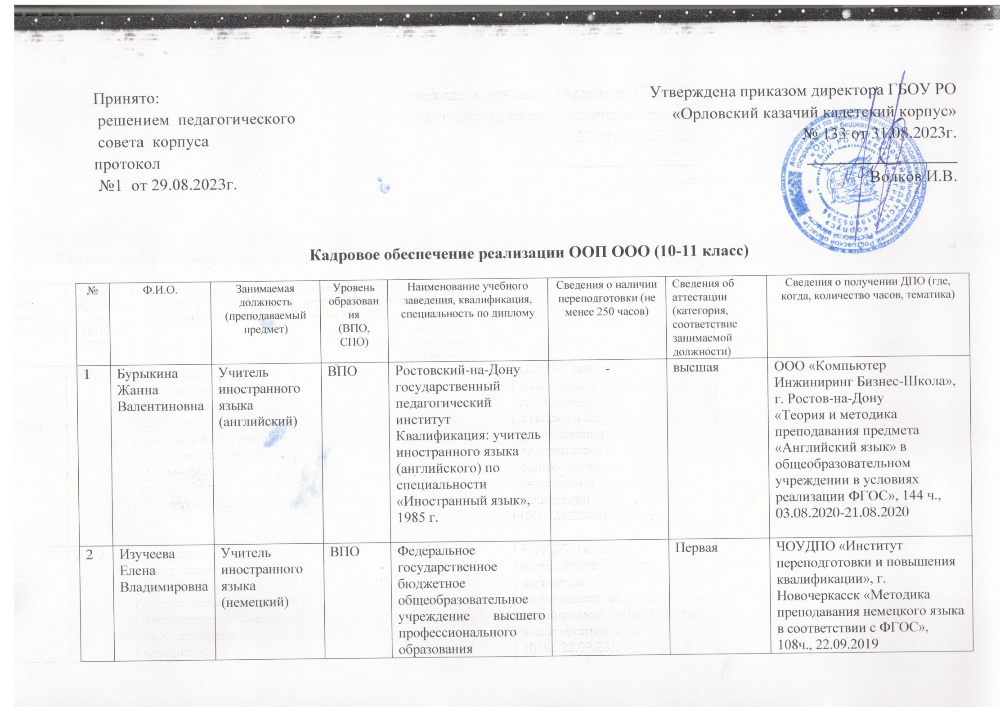 Принято:
решением педагогического
совета корпуса
протокол
№1 от 29.08.2023г.
Утверждена приказом директора ГБОУ РО
«Орловский казачий кадетский корпус»
№ 133 от 31.08.2023г.
Волков И.В.
Кадровое обеспечение реализации ООП ООО (10-11 класс)
№
Ф.И.О.
Занимаемая
должность
(преподаваемый
предмет)
Уровень
образован
ия
(ВПО,
СПО)
Наименование учебного
заведения, квалификация,
специальность по диплому
Сведения о наличии
переподготовки (не
менее 250 часов)
Сведения об
аттестации
(категория,
соответствие
занимаемой
должности)
Сведения о получении ДПО (где,
когда, количество часов, тематика)
1
Бурыкина
Жанна
Валентиновна
Учитель
иностранного
языка
(английский)
ВПО
Ростовский-на-Дону
государственный
педагогический
институт
Квалификация: учитель
иностранного языка
(английского) по
специальности
«Иностранный язык»,
1985 г.
-
высшая
ООО «Компьютер
Инжиниринг Бизнес-Школа»,
г. Ростов-на-Дону
«Теория и методика
преподавания предмета
«Английский язык» в
общеобразовательном
учреждении в условиях
реализации ФГОС», 144 ч.,
03.08.2020-21.08.2020
2
Изучеева
Елена
Владимировна
Учитель
иностранного
языка
(немецкий)
ВПО
Федеральное
государственное
бюджетное
общеобразовательное
учреждение высшего
профессионального
образования
Первая
ЧОУДПО «Институт
переподготовки и повышения
квалификации», г.
Новочеркасск «Методика
преподавания немецкого языка
в соответствии с ФГОС»,
108ч., 22.09.2019